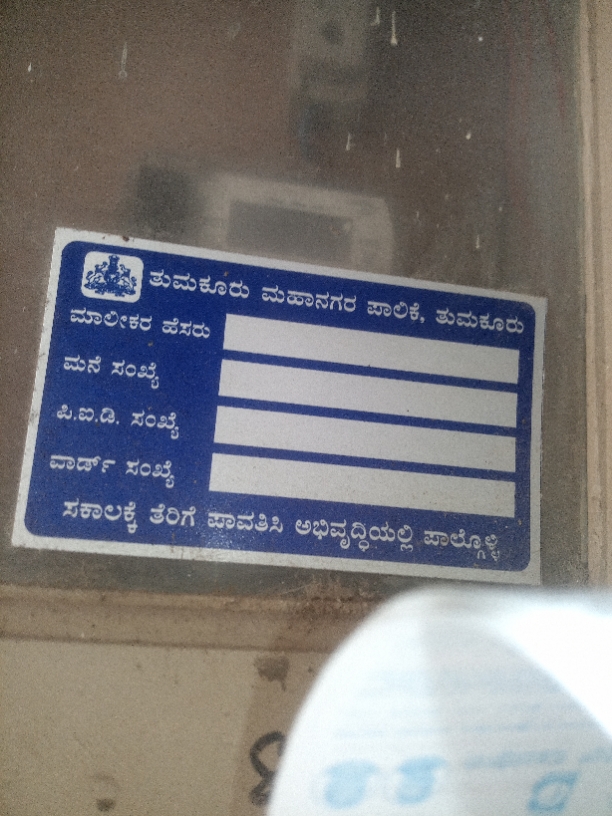 ತುಮಕೂರು ಮಹಾನಗರ ಪಾಲಿಕೆ, ತುಮಕೂರು
ಮಾಲೀಕರ ಹೆಸರು
ಮನೆ ಸಂಖ್ಯೆ
ಪಿ.ಐ.ಡಿ. ಸಂಖ್ಯೆ
ವಾರ್ಡ್ ಸಂಖ್ಯೆ
ಸಕಾಲಕ್ಕೆ ತೆರಿಗೆ ಪಾವತಿಸಿ ಅಭಿವೃದ್ಧಿಯಲ್ಲಿ ಪಾಲ್ಗೊಳ್ಳಿ